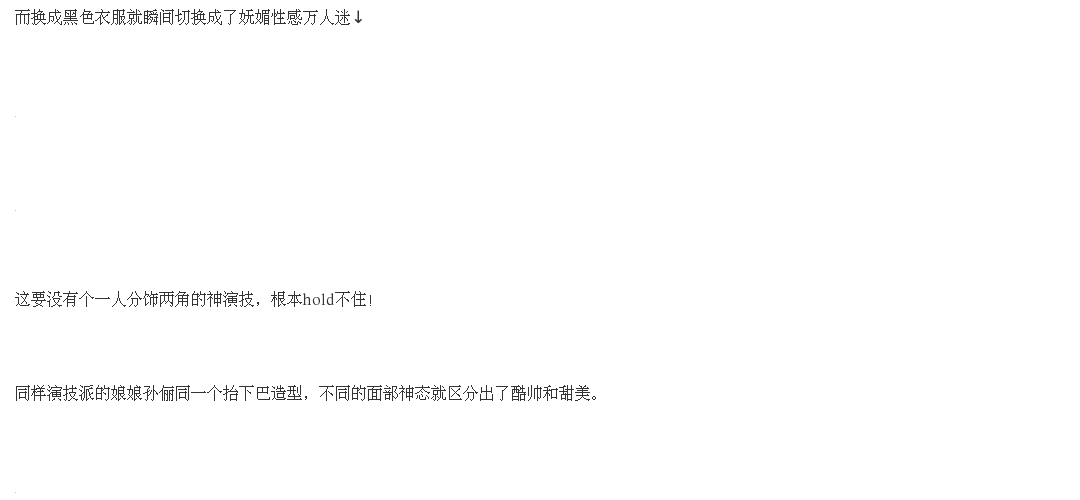 而换成黑色衣服就瞬间切换成了妩媚性感万人迷↓
这要没有个一人分饰两角的神演技，根本hold不住！
同样演技派的娘娘孙俪同一个抬下巴造型，不同的面部神态就区分出了酷帅和甜美。